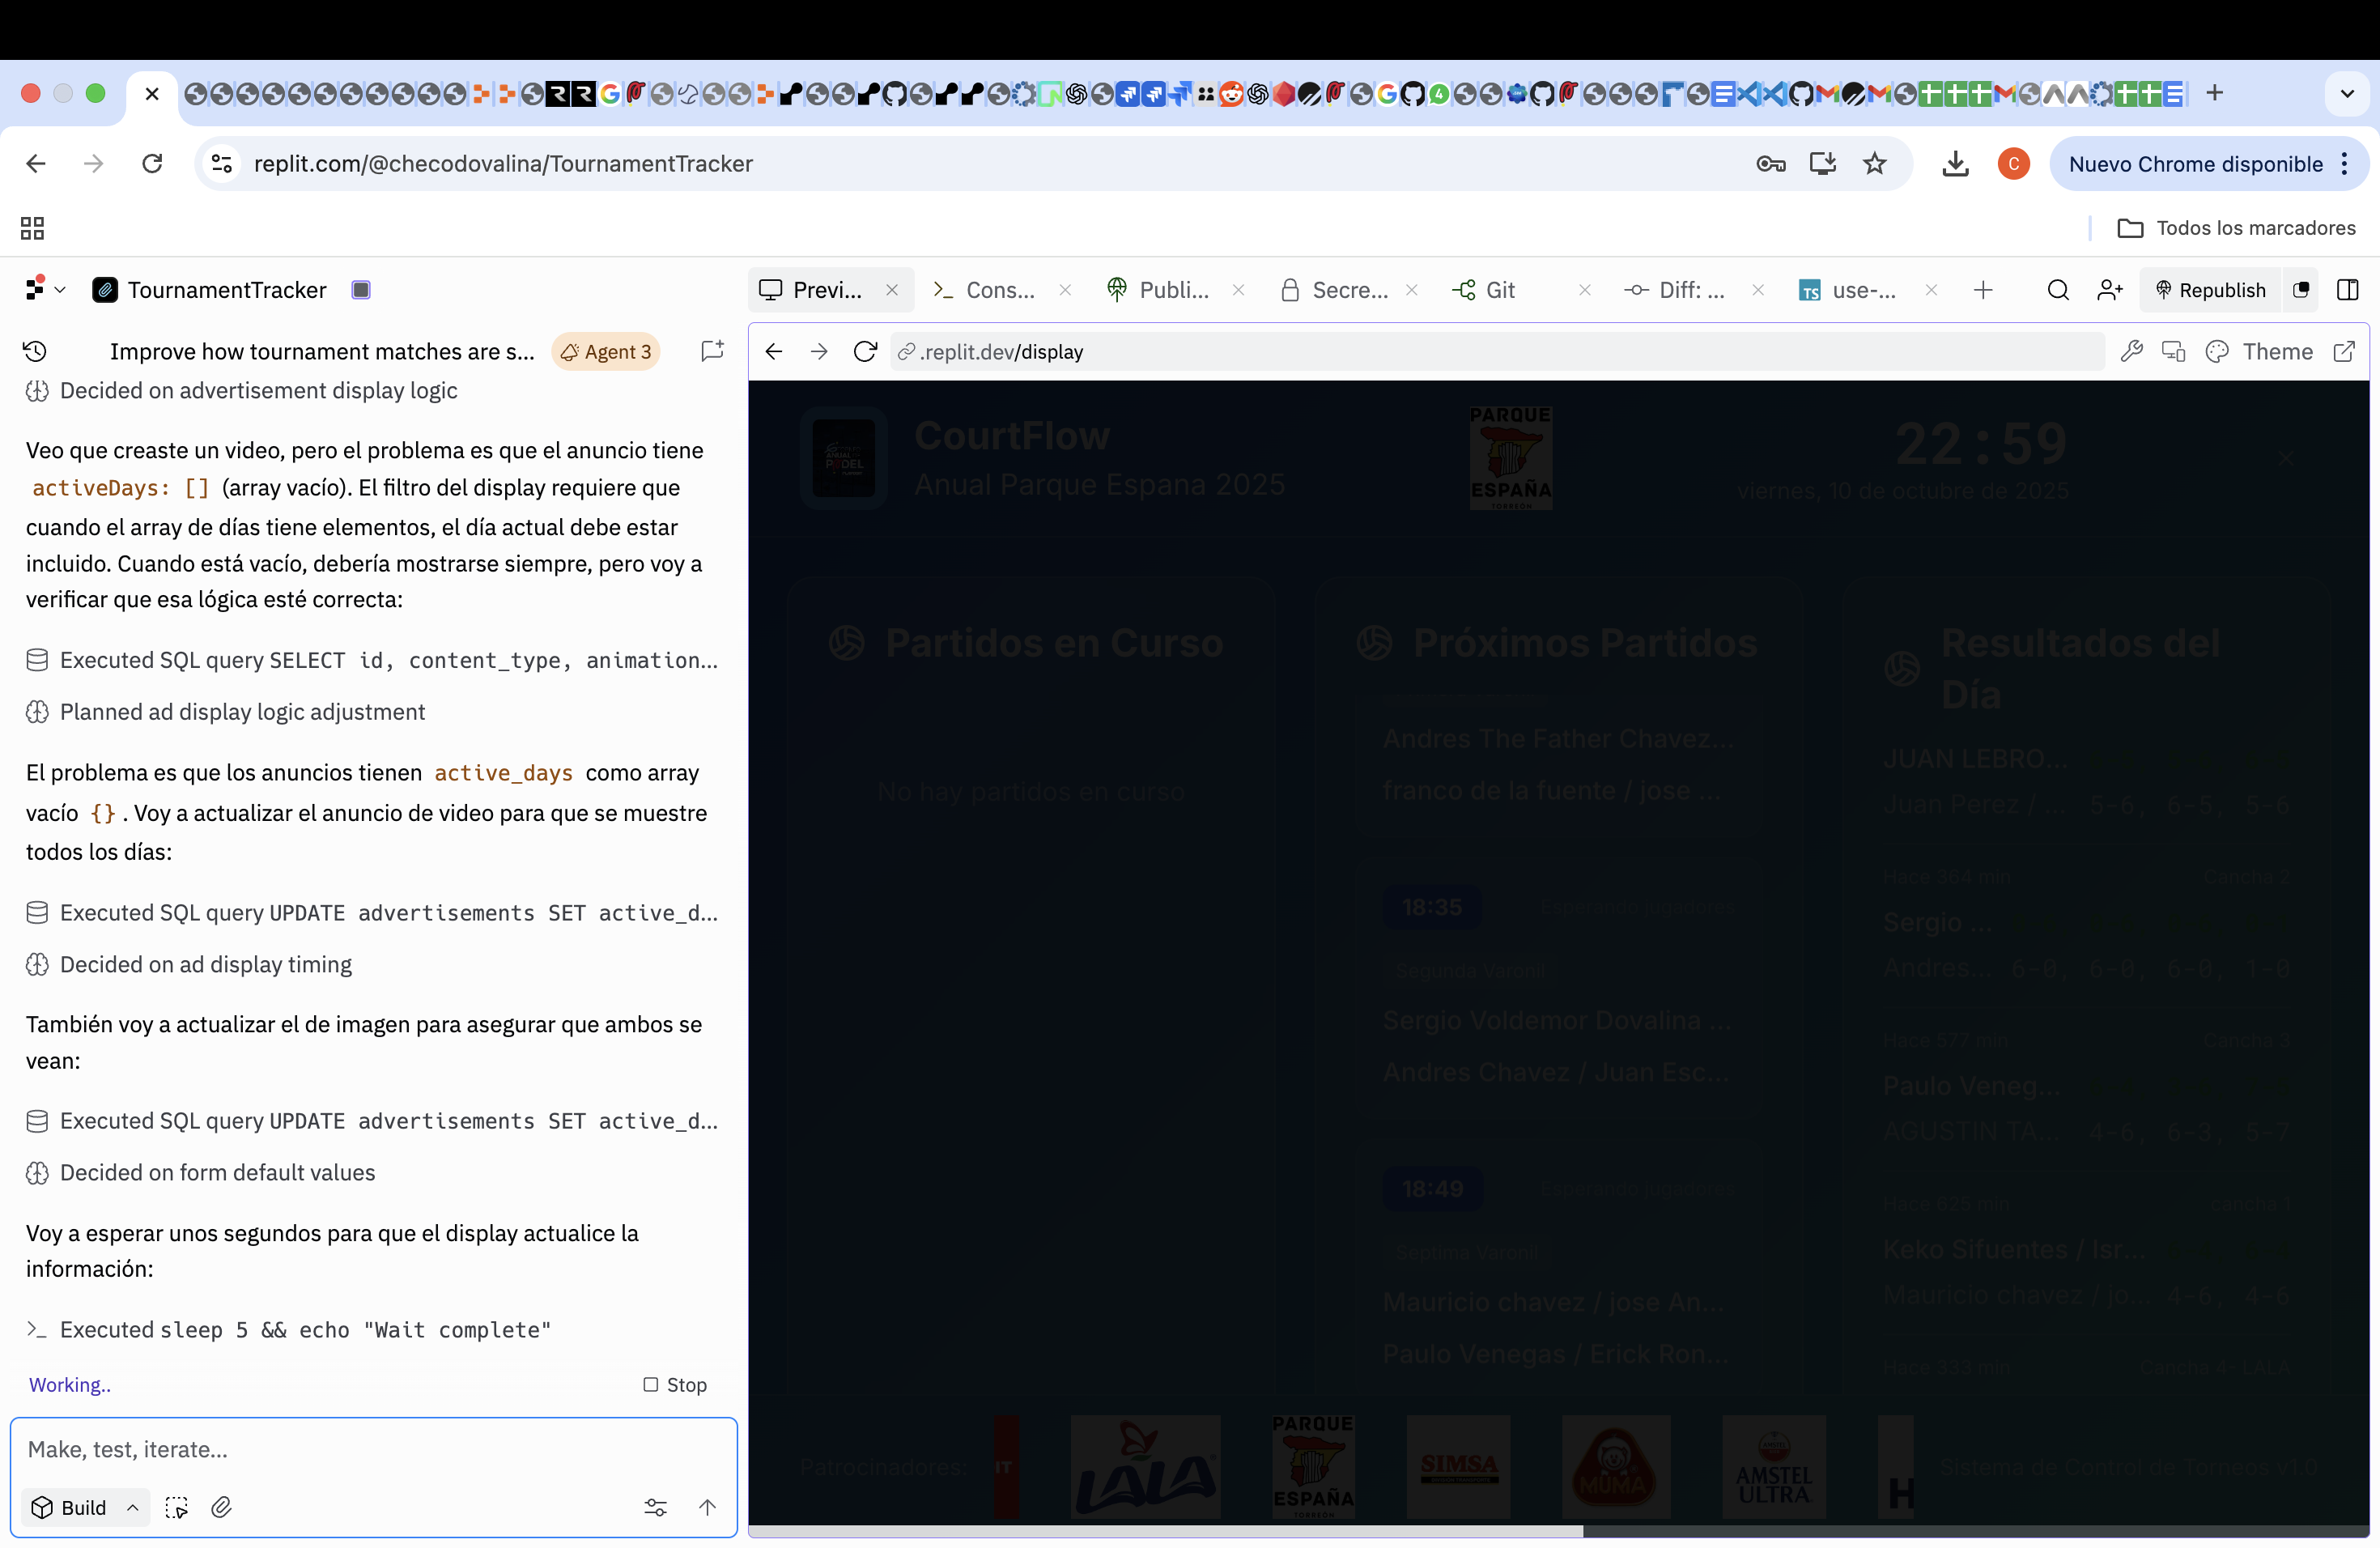 replit.com/@checodovalina/TournamentTracker
Nuevo Chrome disponible
Todos los marcadores
TournamentTracker
Previ...
Cons...
Publi...
Secre...
Git
Diff: ...
use-...
Republish
Improve how tournament matches are s...
Agent 3
.replit.dev/display
Theme
Decided on advertisement display logic
Veo que creaste un video, pero el problema es que el anuncio tiene
activeDays: [] (array vacío). El filtro del display requiere que
cuando el array de días tiene elementos, el día actual debe estar
incluido. Cuando está vacío, debería mostrarse siempre, pero voy a
verificar que esa lógica esté correcta:
Executed SQL query SELECT id, content_type, animation...
Planned ad display logic adjustment
El problema es que los anuncios tienen active_days como array
vacío {} . Voy a actualizar el anuncio de video para que se muestre
todos los días:
Executed SQL query UPDATE advertisements SET active_d...
Decided on ad display timing
También voy a actualizar el de imagen para asegurar que ambos se
vean:
Executed SQL query UPDATE advertisements SET active_d...
Decided on form default values
Voy a esperar unos segundos para que el display actualice la
información:
Executed sleep 5 && echo "Wait complete"
Working..
Stop
Make, test, iterate...
Build
CourtFlow
Anual Parque Espana 2025
PARQUE
ESPAÑA
TORREÓN
22:59
viernes, 10 de octubre de 2025
Partidos en Curso
No hay partidos en curso
Próximos Partidos
Andres The Father Chavez...
franco de la fuente / jose ...
18:35
Esperando jugadores
Segunda Varonil
Sergio Voldemor Dovalina ...
Andres Chavez / Juan Esc...
18:49
Esperando jugadores
Septima Varonil
Mauricio chavez / jose An...
Paulo Venegas / Erick Ron...
Resultados del
Día
JUAN LEBRO...
Juan Perez / ... 5-6, 6-5, 5-6
Hace 384 min
Cancha 2
Sergio ...
Andres... 6-0, 6-0, 6-0, 1-0
Hace 577 min
Cancha 3
Paulo Veneg...
AGUSTIN TA... 4-6, 6-3, 5-7
Hace 625 min
cancha 1
Keko Sifuentes / Isr...
Mauricio chavez / jo... 4-6, 4-6
Hace 333 min
Cancha 4- LALA
Patrocinadores:
IT
LALA
PARQUE
ESPAÑA
TORREÓN
SIMSA
MUMA
AMSTEL
ULTRA
H
Sistema de Control de Torneos v1.0